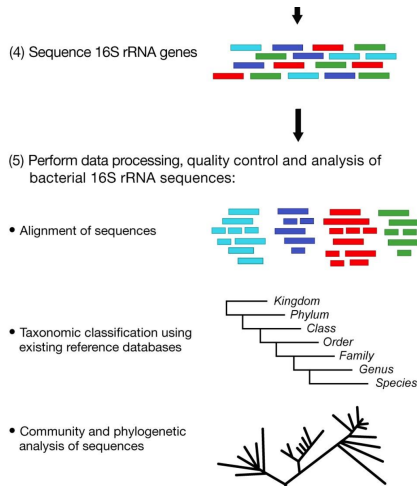 (4) Sequence 16S rRNA genes
(5) Perform data processing, quality control and analysis of
bacterial 16S rRNA sequences:
• Alignment of sequences
• Taxonomic classification using
existing reference databases
Kingdom
Phylum
Class
Order
Family
Genus
Species
• Community and phylogenetic
analysis of sequences